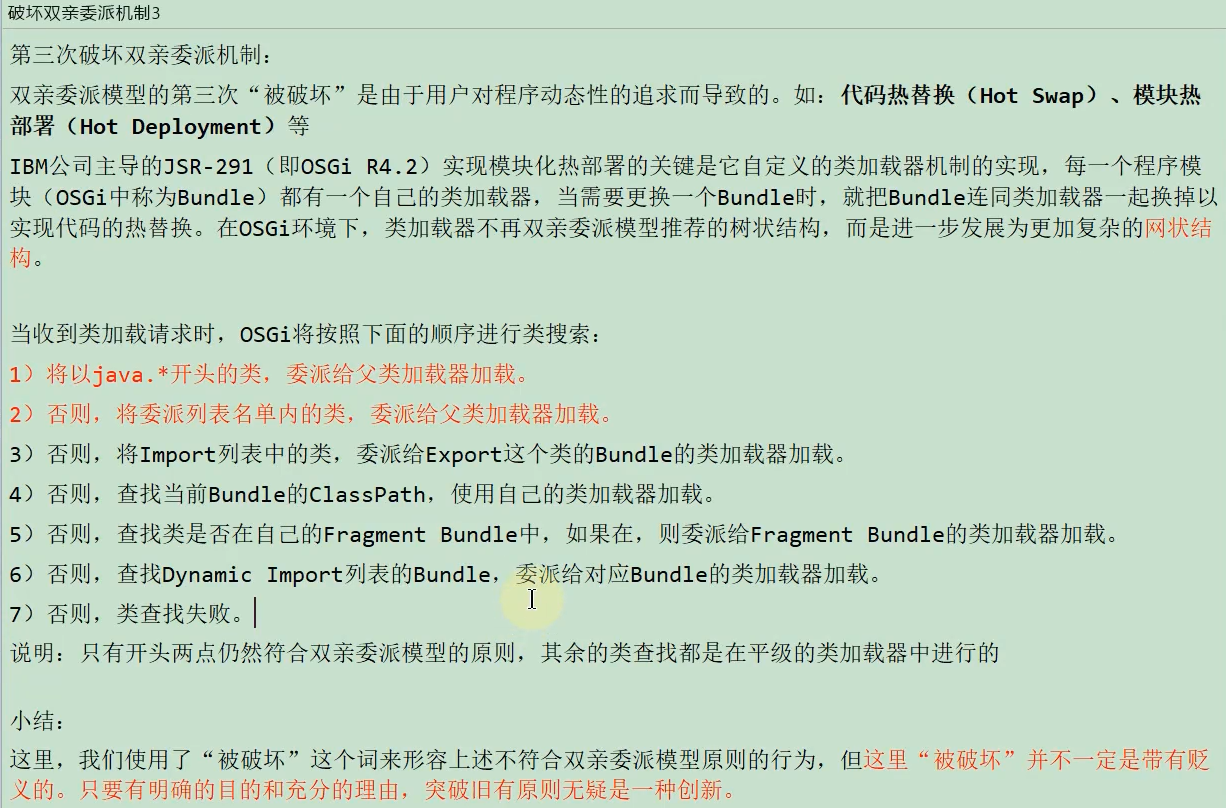 破坏双亲委派机制3
第三次破坏双亲委派机制：
双亲委派模型的第三次“被破坏”是由于用户对程序动态性的追求而导致的。如：代码热替换（Hot Swap）、模块热
部署（Hot Deployment）等
IBM公司主导的JSR-291（即OSGi R4.2）实现模块化热部署的关键是它自定义的类加载器机制的实现，每一个程序模
块（OSGi中称为Bundle）都有一个自己的类加载器，当需要更换一个Bundle时，就把Bundle连同类加载器一起换掉以
实现代码的热替换。在OSGi环境下，类加载器不再双亲委派模型推荐的树状结构，而是进一步发展为更加复杂的网状结
构。
当收到类加载请求时，OSGi将按照下面的顺序进行类搜索：
1）将以java.*开头的类，委派给父类加载器加载。
2）否则，将委派列表名单内的类，委派给父类加载器加载。
3）否则，将Import列表中的类，委派给Export这个类的Bundle的类加载器加载。
4）否则，查找当前Bundle的ClassPath，使用自己的类加载器加载。
5）否则，查找类是否在自己的Fragment Bundle中，如果在，则委派给Fragment Bundle的类加载器加载。
6）否则，查找Dynamic Import列表的Bundle，委派给对应Bundle的类加载器加载。
7）否则，类查找失败。
说明：只有开头两点仍然符合双亲委派模型的原则，其余的类查找都是在平级的类加载器中进行的
小结：
这里，我们使用了“被破坏”这个词来形容上述不符合双亲委派模型原则的行为，但这里“被破坏”并不一定是带有贬
义的。只要有明确的目的和充分的理由，突破旧有原则无疑是一种创新。